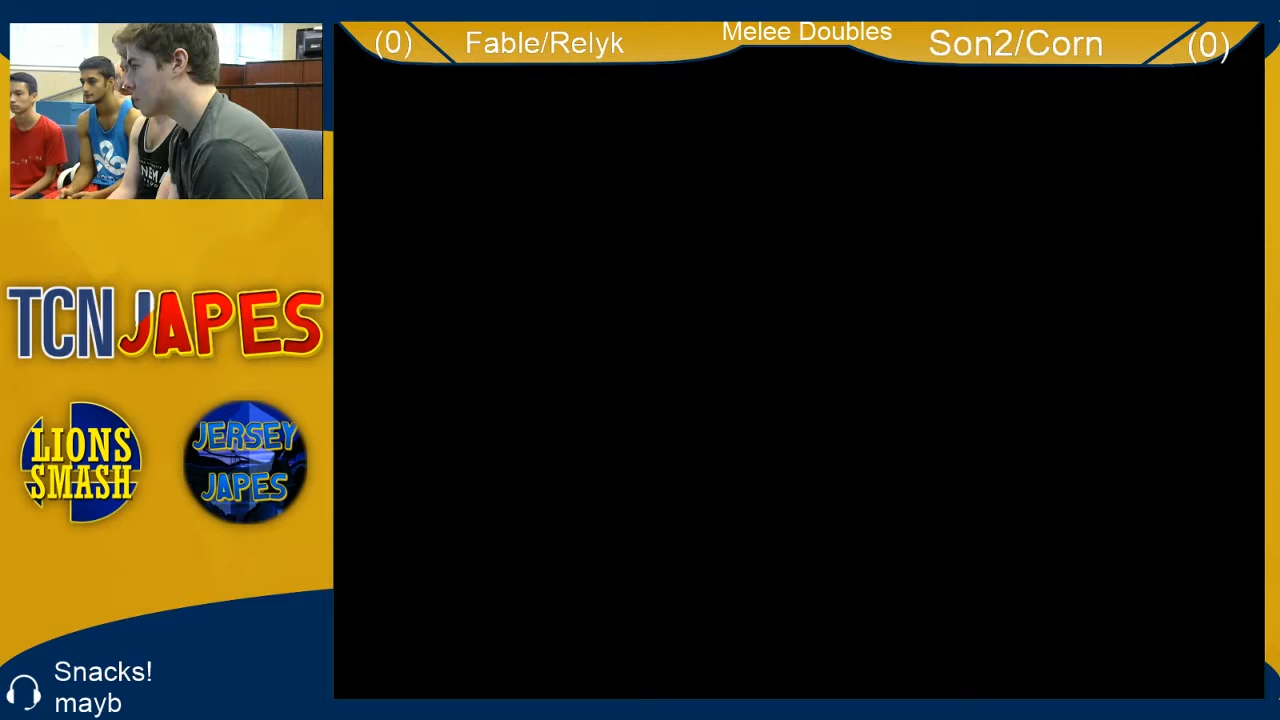 (0)
Fable/Relyk
Melee Doubles
Son2/Corn
(0)
TCNJAPES
LIONS
SMASH
JERSEY
JAPES
Snacks!
mayb